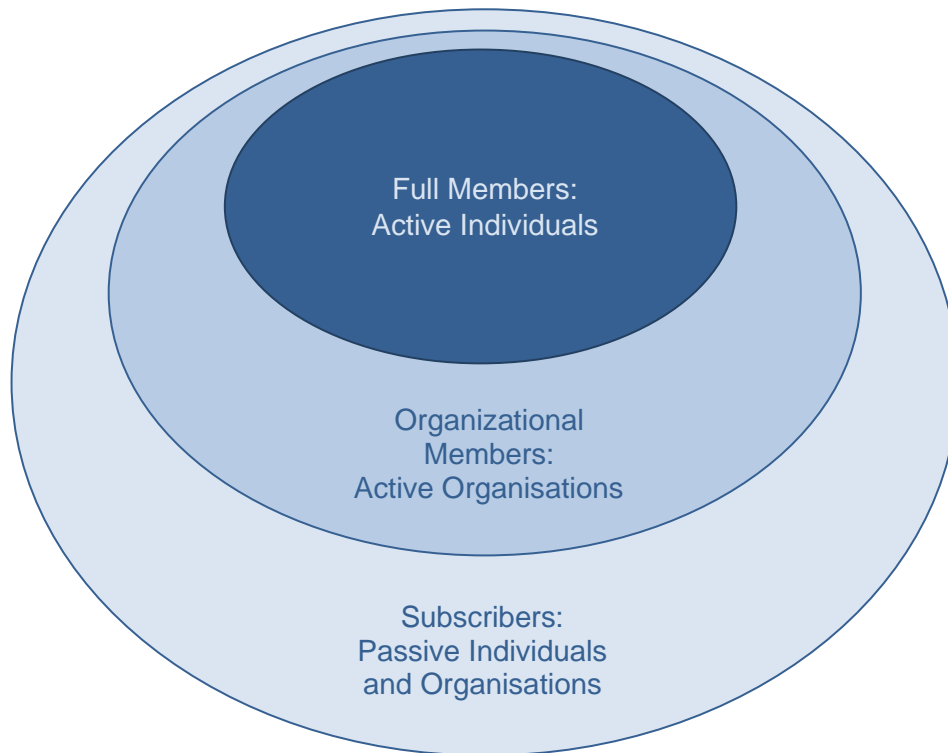 Full Members:
Active Individuals
Organizational
Members:
Active Organisations
Subscribers:
Passive Individuals
and Organisations